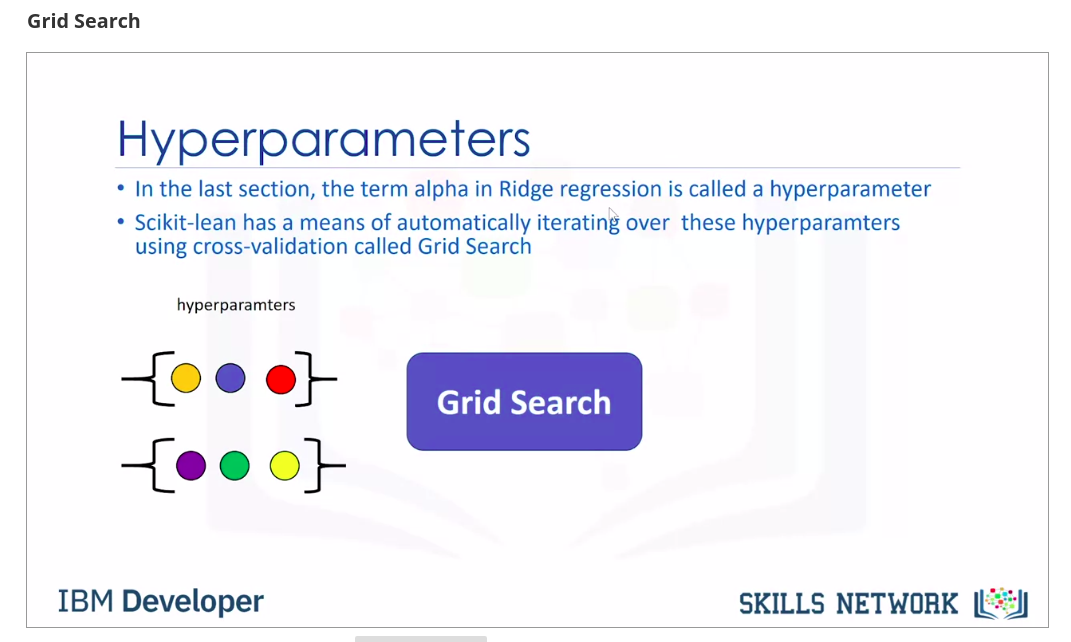 Grid Search
Hyperparameters
• In the last section, the term alpha in Ridge regression is called a hyperparameter
• Scikit-lean has a means of automatically iterating over these hyperparamters
using cross-validation called Grid Search
hyperparamters
Grid Search
IBM Developer
SKILLS NETWORK